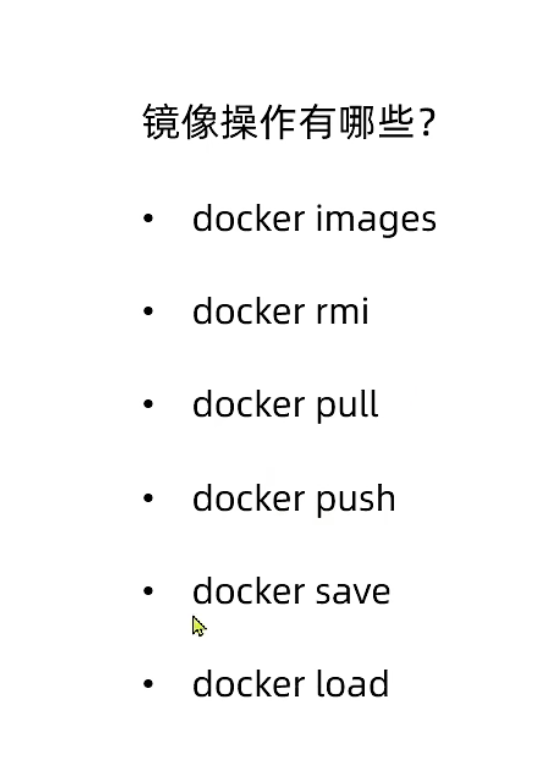 镜像操作有哪些？
• docker images
• docker rmi
• docker pull
• docker push
• docker save
• docker load